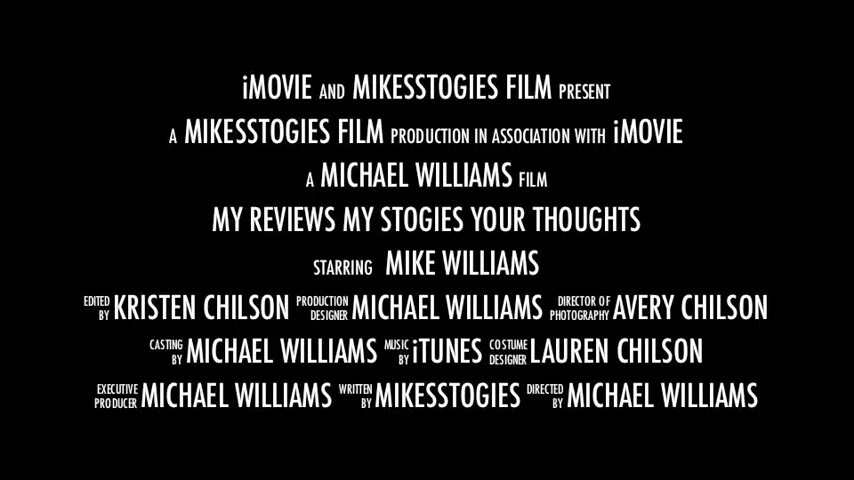 iMOVIE AND MIKESSTOGIES FILM PRESENT
A MIKESSTOGIES FILM PRODUCTION IN ASSOCIATION WITH iMOVIE
A MICHAEL WILLIAMS FILM
MY REVIEWS MY STOGIES YOUR THOUGHTS
STARRING MIKE WILLIAMS
EDITED BY KRISTEN CHILSON PRODUCTION DESIGNER MICHAEL WILLIAMS DIRECTOR OF PHOTOGRAPHY AVERY CHILSON
CASTING BY MICHAEL WILLIAMS MUSIC BY iTUNES COSTUME DESIGNER LAUREN CHILSON
EXECUTIVE PRODUCER MICHAEL WILLIAMS WRITTEN BY MIKESSTOGIES DIRECTED BY MICHAEL WILLIAMS